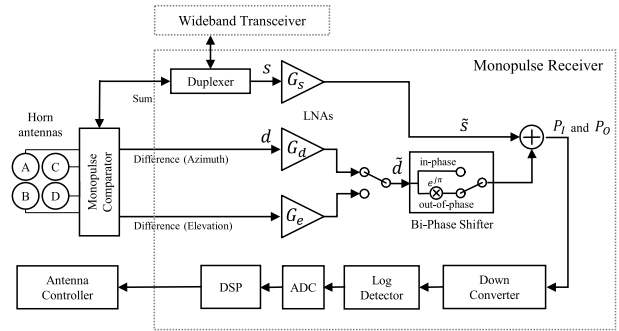 Wideband Transceiver
Monopulse Receiver
Duplexer
s
G_s
Sum
LNAs
Horn
antennas
A
C
B
D
Monopulse
Comparator
d
G_d
Difference (Azimuth)
G_e
Difference (Elevation)
d̃
in-phase
e^{jπ}
out-of-phase
Bi-Phase Shifter
s̃
P_I and P_O
Antenna
Controller
DSP
ADC
Log
Detector
Down
Converter